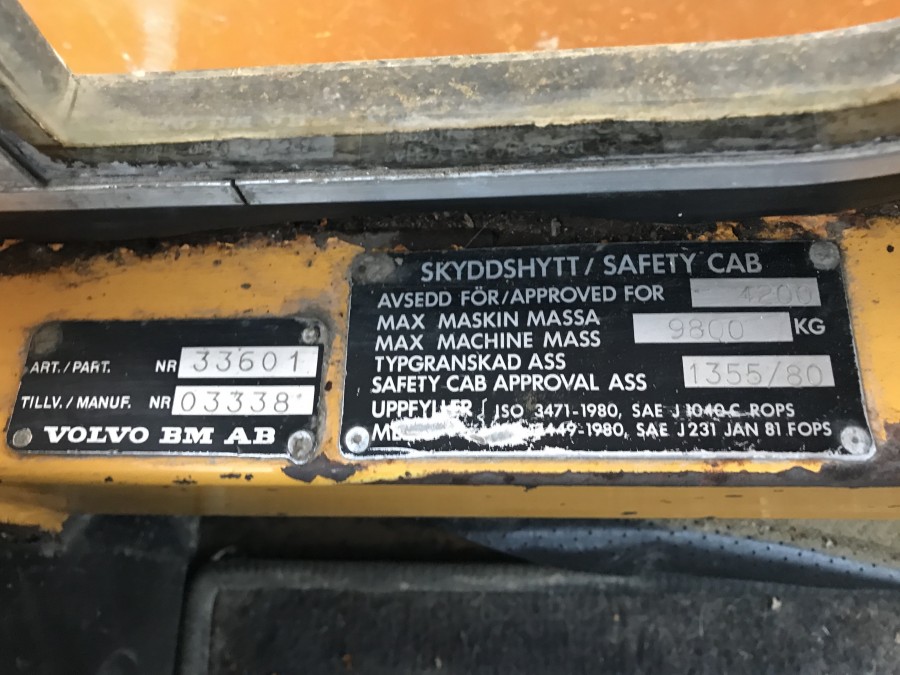 ART./PART. NR 33601
TILLV./MANUF. NR 03338
VOLVO BM AB
SKYDDSHYTT/SAFETY CAB
AVSEDD FÖR/APPROVED FOR 4200
MAX MASKIN MASSA
MAX MACHINE MASS 9800 KG
TYPGRANSKAD ASS
SAFETY CAB APPROVAL ASS 1355/80
UPPFYLLER ISO 3471-1980, SAE J 1040 C ROPS
3449-1980, SAE J 231 JAN 81 FOPS